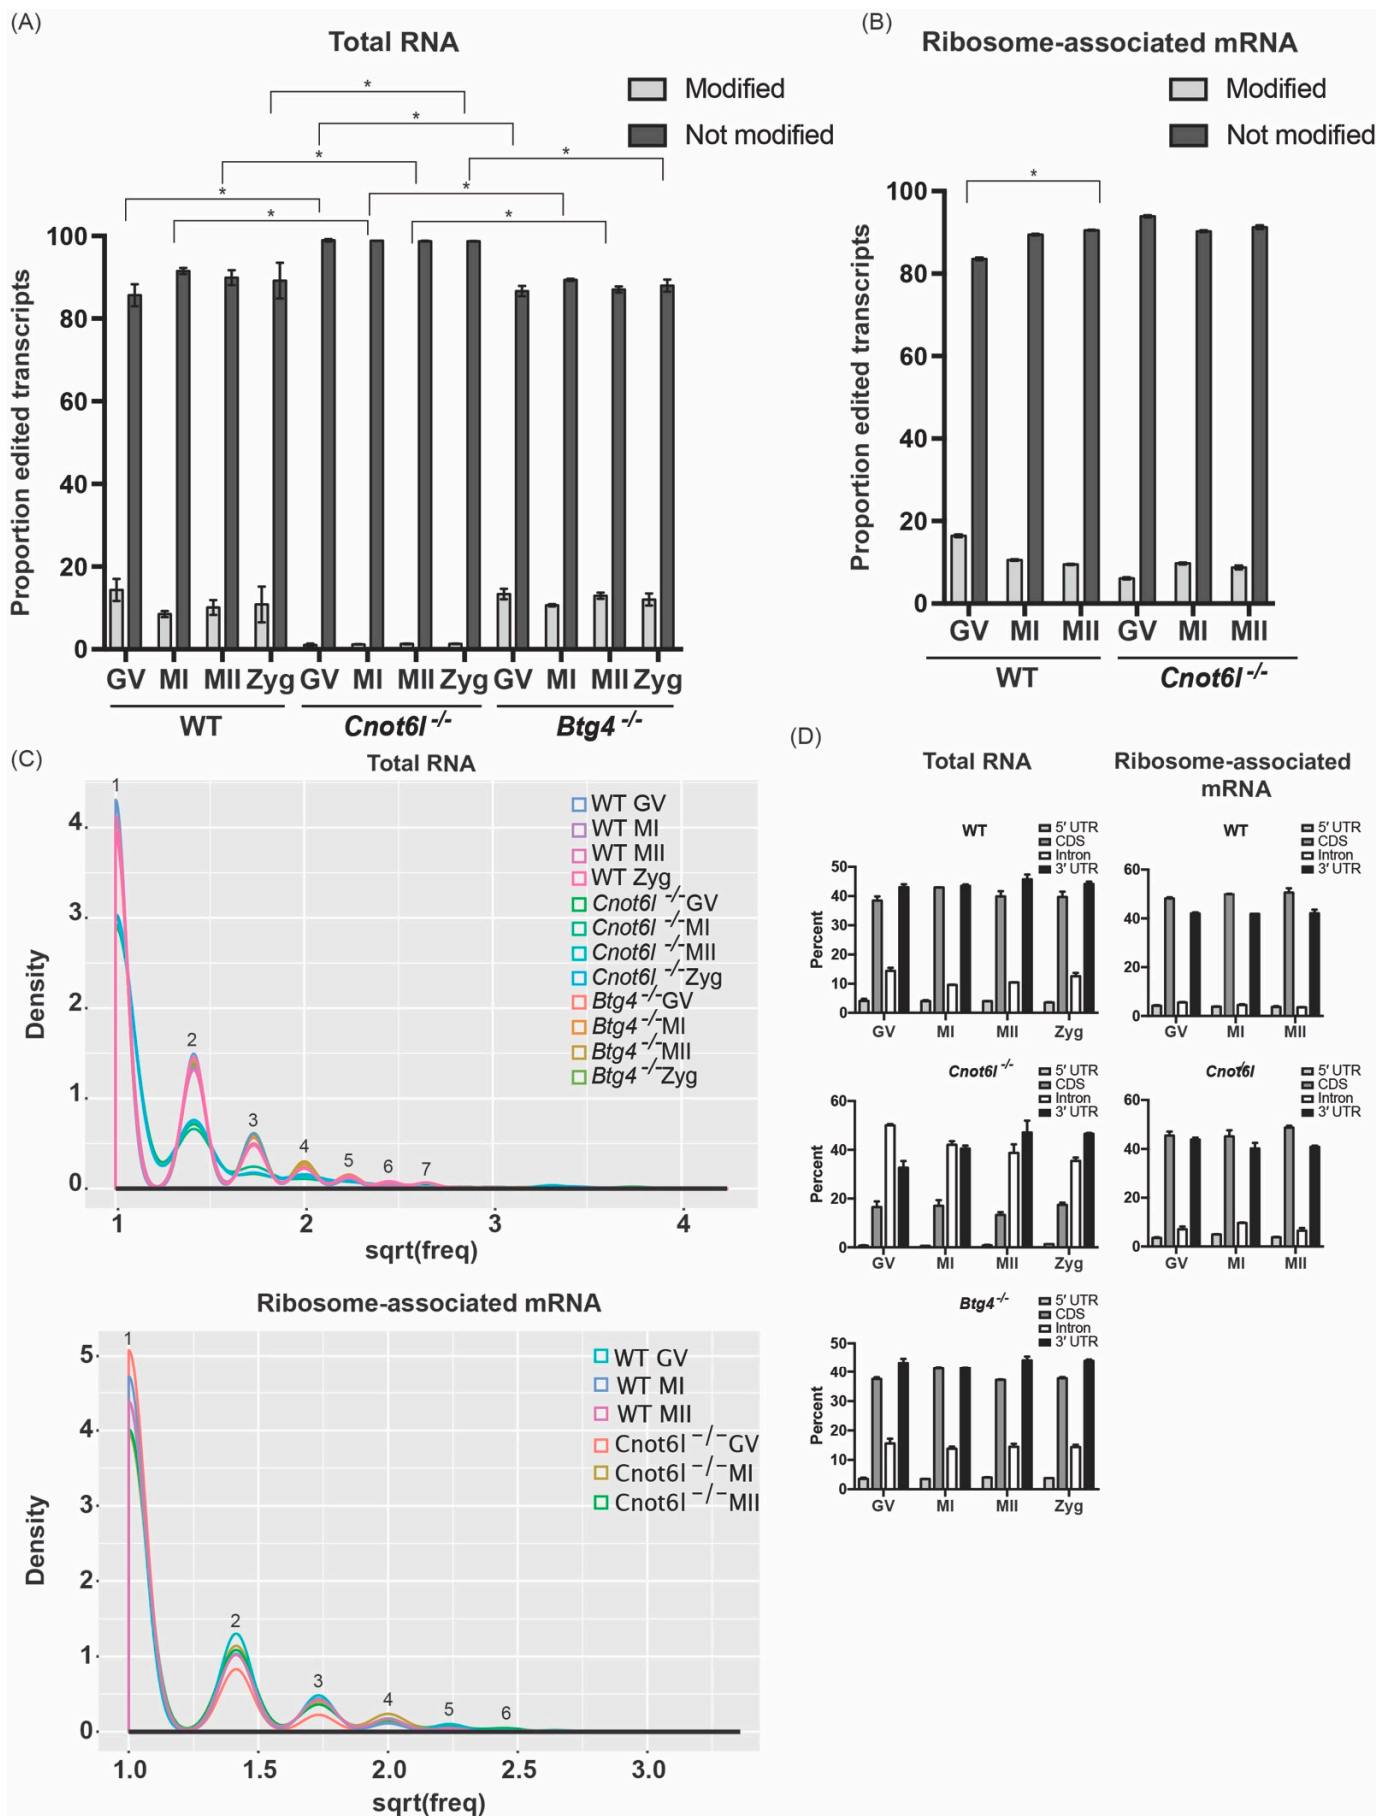 (A)
Total RNA
Modified
Not modified
*
*
*
*
*
*
*
*
Proportion edited transcripts
100
80
60
40
20
0
GV MI MII Zyg GV MI MII Zyg GV MI MII Zyg
WT Cnot6l -/- Btg4 -/-
(B)
Ribosome-associated mRNA
Modified
Not modified
*
Proportion edited transcripts
100
80
60
40
20
0
GV MI MII GV MI MII
WT Cnot6l -/-
(C)
Total RNA
1
2
3
4
5
6
7
WT GV
WT MI
WT MII
WT Zyg
Cnot6l -/-GV
Cnot6l -/-MI
Cnot6l -/-MII
Cnot6l -/-Zyg
Btg4 -/-GV
Btg4 -/-MI
Btg4 -/-MII
Btg4 -/-Zyg
Density
4
3
2
1
0
1 2 3 4
sqrt(freq)
Ribosome-associated mRNA
1
2
3
4
5
6
WT GV
WT MI
WT MII
Cnot6l -/-GV
Cnot6l -/-MI
Cnot6l -/-MII
Density
5
4
3
2
1
0
1.0 1.5 2.0 2.5 3.0
sqrt(freq)
(D)
Total RNA
WT
5′ UTR
CDS
Intron
3′ UTR
Percent
50
40
30
20
10
0
GV MI MII Zyg
Cnot6l -/-
5′ UTR
CDS
Intron
3′ UTR
Percent
60
40
20
0
GV MI MII Zyg
Btg4 -/-
5′ UTR
CDS
Intron
3′ UTR
Percent
50
40
30
20
10
0
GV MI MII Zyg
Ribosome-associated
mRNA
WT
5′ UTR
CDS
Intron
3′ UTR
60
40
20
0
GV MI MII
Cnot6l
5′ UTR
CDS
Intron
3′ UTR
60
40
20
0
GV MI MII